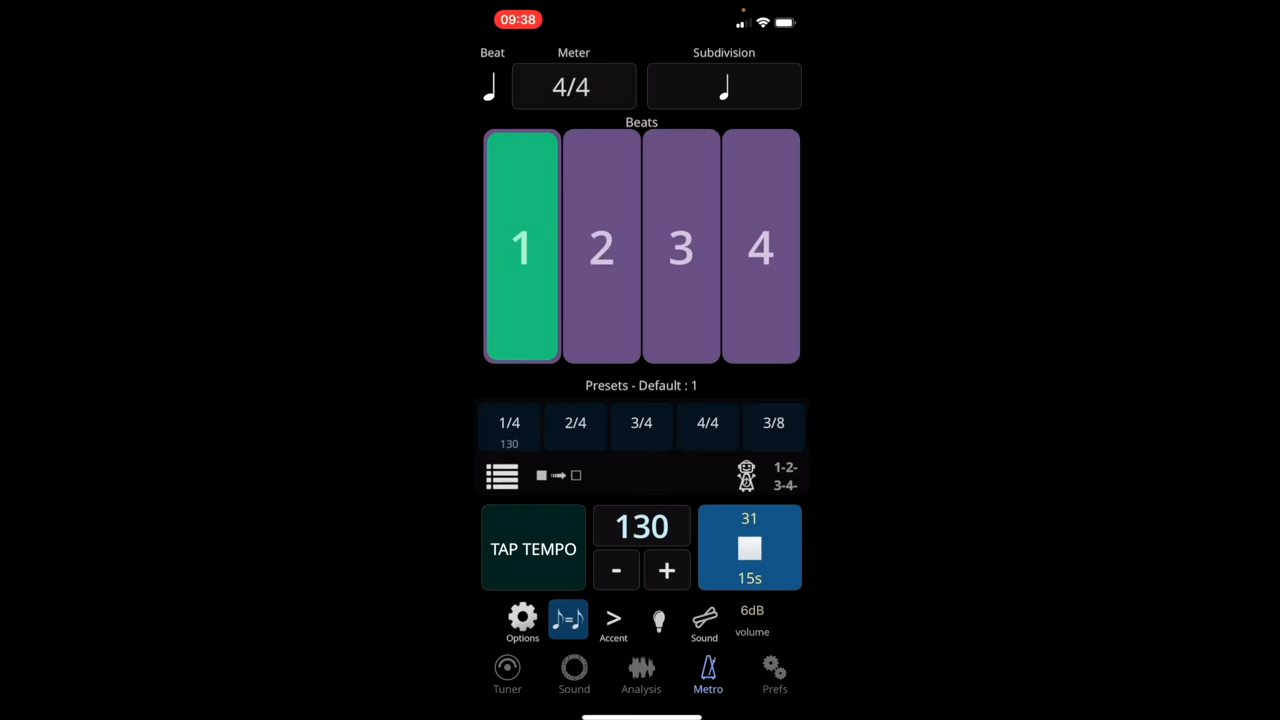 09:38
Beat Meter Subdivision
4/4
Beats
1 2 3 4
Presets - Default : 1
1/4 2/4 3/4 4/4 3/8
130
1-2-
3-4-
TAP TEMPO 130 31
- + 15s
6dB
Options > Accent Sound volume
Tuner Sound Analysis Metro Prefs